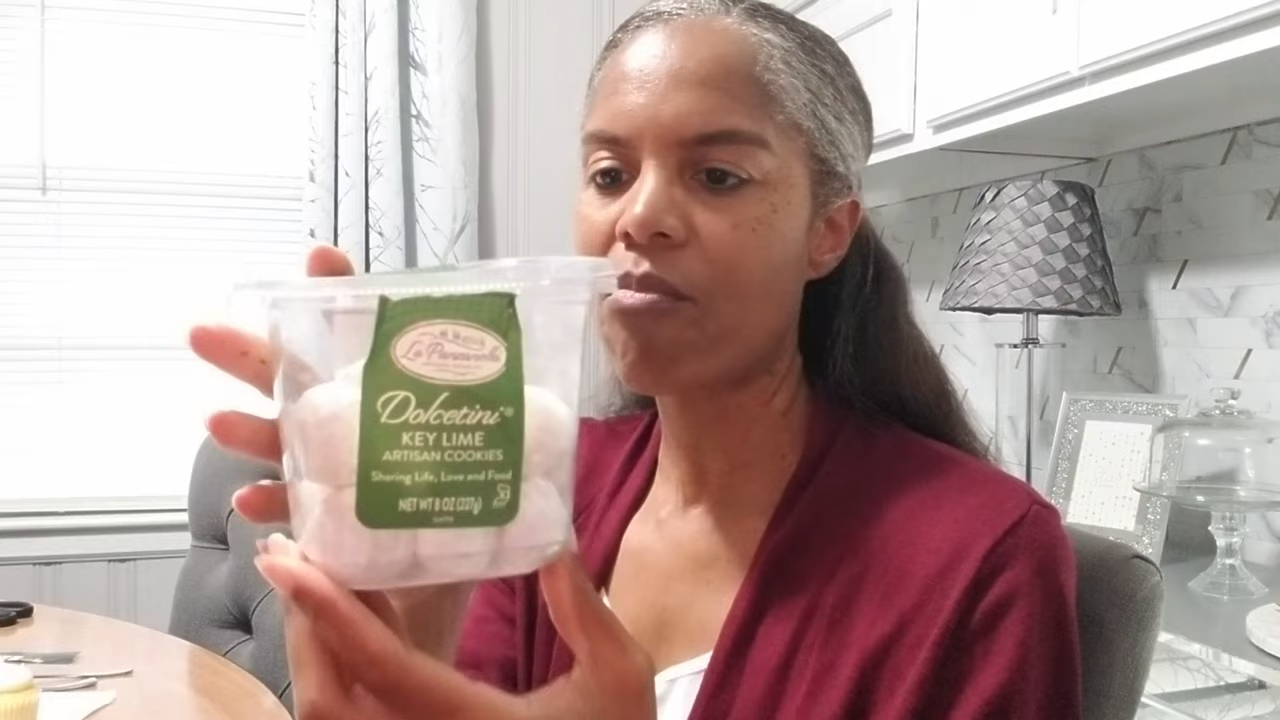 La Panzanella
Dolcetini®
KEY LIME
ARTISAN COOKIES
Sharing Life, Love and Food
NET WT 8 OZ (227g)